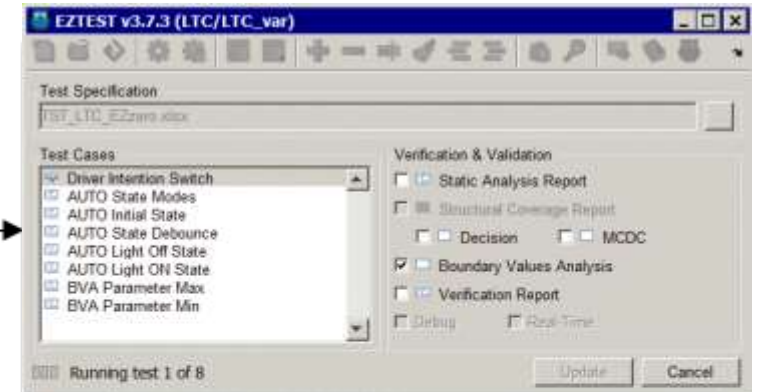 EZTEST v3.7.3 (LTC/LTC_var)
Test Specification
TST_LTC_EZzero.xlsx
Test Cases
Driver Intention Switch
AUTO State Modes
AUTO Initial State
AUTO State Debounce
AUTO Light Off State
AUTO Light ON State
BVA Parameter Max
BVA Parameter Min
Verification & Validation
Static Analysis Report
Structural Coverage Report
Decision MCDC
Boundary Values Analysis
Verification Report
Debug Real-Time
Running test 1 of 8
Update Cancel